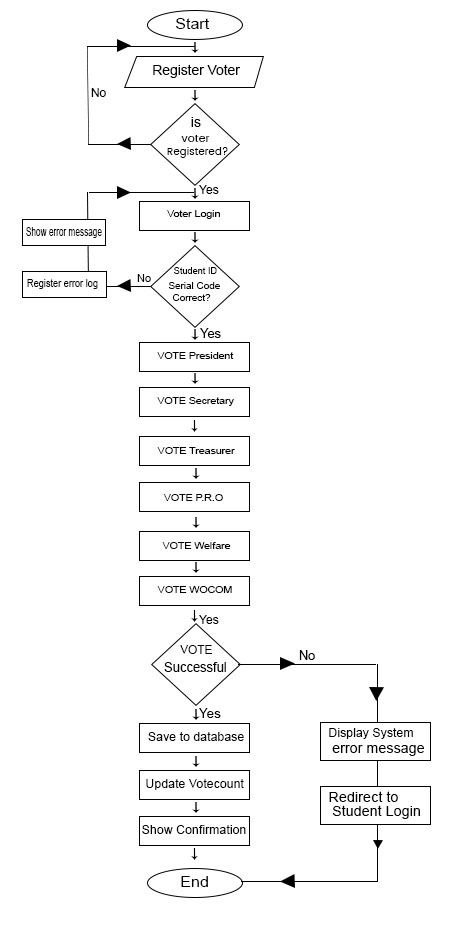 Start
Register Voter
No
is
voter
Registered?
Yes
Voter Login
Show error message
Student ID
Serial Code
Correct?
No
Register error log
Yes
VOTE President
VOTE Secretary
VOTE Treasurer
VOTE P.R.O
VOTE Welfare
VOTE WOCOM
Yes
VOTE
Successful
No
Yes
Save to database
Display System
error message
Update Votecount
Redirect to
Student Login
Show Confirmation
End